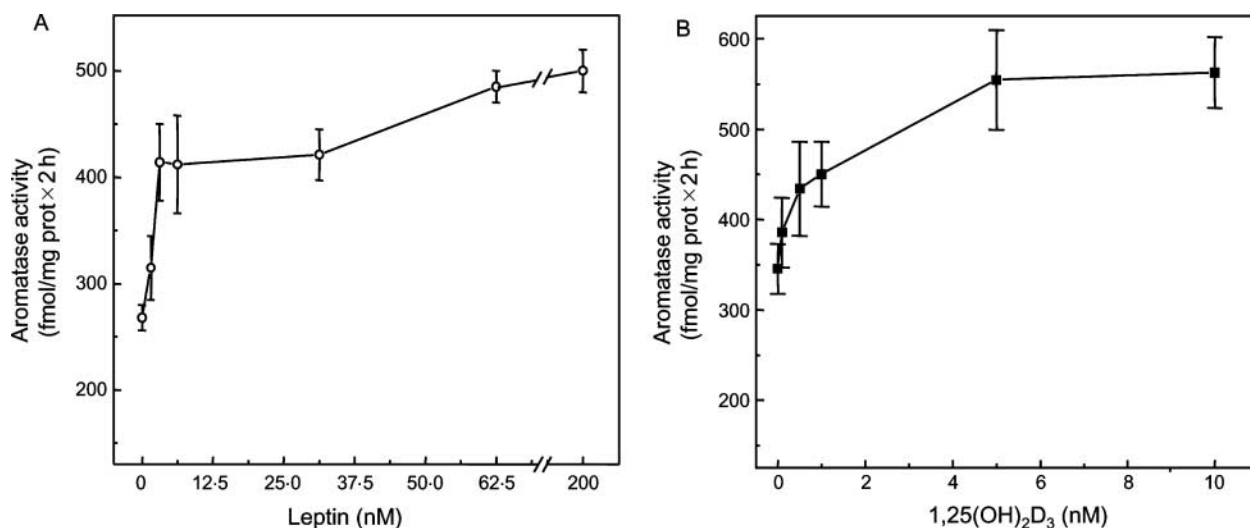 A
Aromatase activity
(fmol/mg prot × 2 h)
500
400
300
200
0 12·5 25·0 37·5 50·0 62·5 200
Leptin (nM)
B
Aromatase activity
(fmol/mg prot × 2 h)
600
500
400
300
200
0 2 4 6 8 10
1,25(OH)₂D₃ (nM)